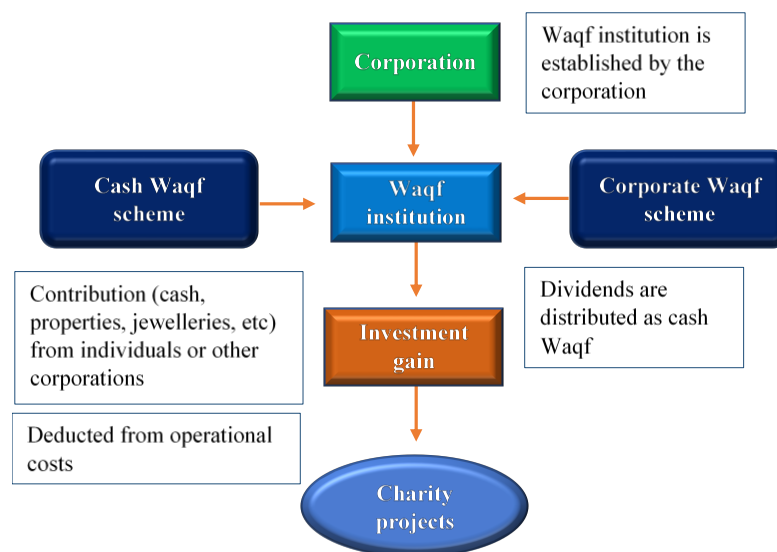 Corporation
Waqf institution is
established by the
corporation
Cash Waqf
scheme
Waqf
institution
Corporate Waqf
scheme
Contribution (cash,
properties, jewelleries, etc)
from individuals or other
corporations
Investment
gain
Dividends are
distributed as cash
Waqf
Deducted from operational
costs
Charity
projects